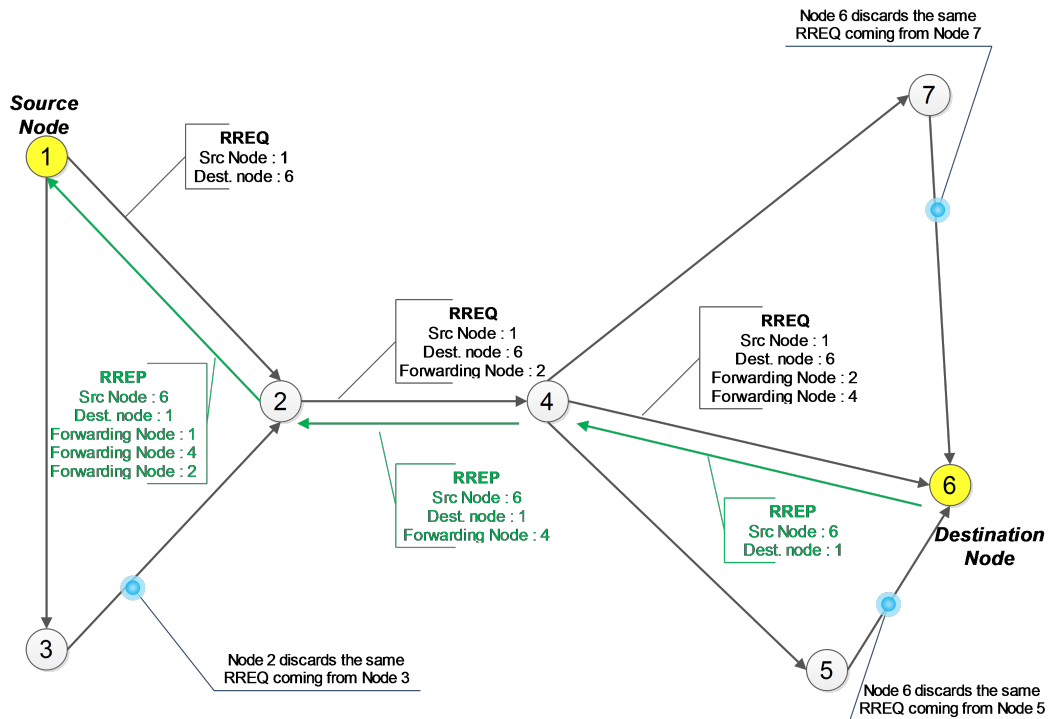 Node 6 discards the same
RREQ coming from Node 7
Source
Node
1
7
RREQ
Src Node : 1
Dest. node : 6
RREQ
Src Node : 1
Dest. node : 6
Forwarding Node : 2
RREQ
Src Node : 1
Dest. node : 6
Forwarding Node : 2
Forwarding Node : 4
RREP
Src Node : 6
Dest. node : 1
Forwarding Node : 1
Forwarding Node : 4
Forwarding Node : 2
2
4
RREP
Src Node : 6
Dest. node : 1
Forwarding Node : 4
RREP
Src Node : 6
Dest. node : 1
6
Destination
Node
3
5
Node 2 discards the same
RREQ coming from Node 3
Node 6 discards the same
RREQ coming from Node 5